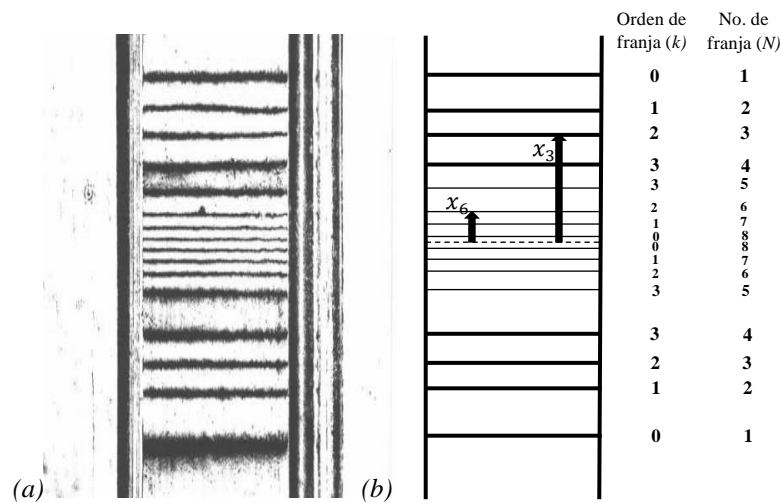 Orden de franja (k)
No. de franja (N)
0 1
1 2
2 3
x₃
3 4
3 5
x₆
2 6
1 7
0 8
0 8
1 7
2 6
3 5
3 4
2 3
1 2
0 1
(a)
(b)